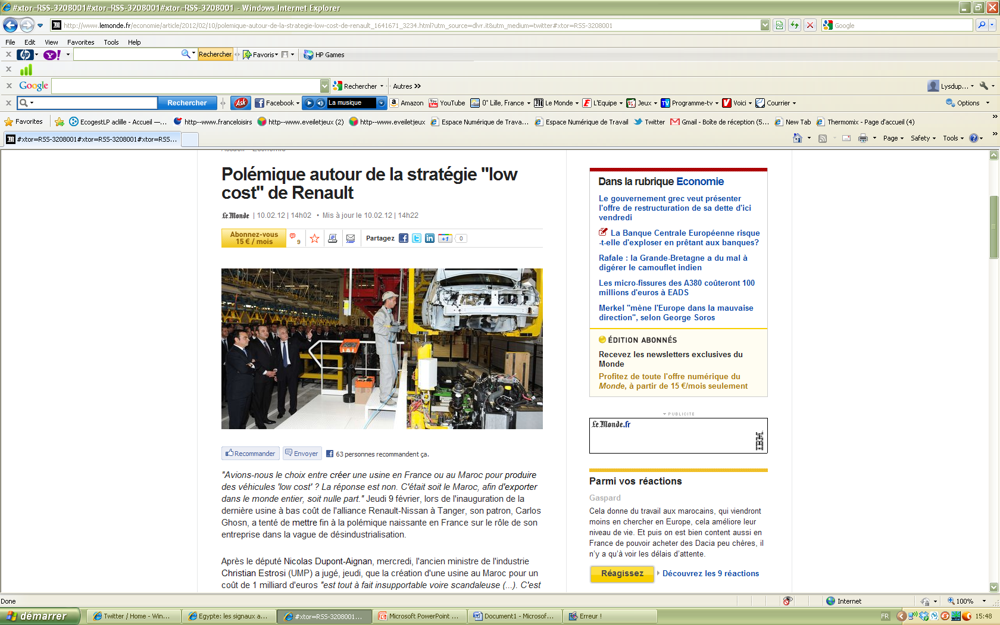 #xtor=RSS-3208001#xtor=RSS-3208001#xtor=RSS-3208001 - Windows Internet Explorer
http://www.lemonde.fr/economie/article/2012/02/10/polemique-autour-de-la-strategie-low-cost-de-renault_1641671_3234.html?utm_source=dlvr.it&utm_medium=twitter#xtor=RSS-3208001
Google
File Edit View Favorites Tools Help
x hp Y! Rechercher Favoris HP Games
x
x Google Rechercher Autres Lysdup...
x Rechercher Ask Facebook La musique Amazon YouTube 0° Lille, France Le Monde L'Equipe Jeux Programme-tv Voici Courrier Options
Favorites EcogestLP aclille - Accueil —... http--www.franceloisirs http--www.eveiletjeux (2) http--www.eveiletjeux Espace Numérique de Trava... Espace Numérique de Travail Twitter Gmail - Boîte de réception (5... New Tab Thermomix - Page d'accueil (4)
#xtor=RSS-3208001#xtor=RSS-3208001#xtor=RSS... Page Safety Tools
Accueil Economie
Polémique autour de la stratégie "low
cost" de Renault
Le Monde | 10.02.12 | 14h02 • Mis à jour le 10.02.12 | 14h22
Abonnez-vous
15 € / mois
9
Partagez f t in +1 0
Recommander Envoyer 63 personnes recommandent ça.
"Avions-nous le choix entre créer une usine en France ou au Maroc pour produire
des véhicules 'low cost' ? La réponse est non. C'était soit le Maroc, afin d'exporter
dans le monde entier, soit nulle part." Jeudi 9 février, lors de l'inauguration de la
dernière usine à bas coût de l'alliance Renault-Nissan à Tanger, son patron, Carlos
Ghosn, a tenté de mettre fin à la polémique naissante en France sur le rôle de son
entreprise dans la vague de désindustrialisation.
Après le député Nicolas Dupont-Aignan, mercredi, l'ancien ministre de l'industrie
Christian Estrosi (UMP) a jugé, jeudi, que la création d'une usine au Maroc pour un
coût de 1 milliard d'euros "est tout à fait insupportable voire scandaleuse (...). C'est
Dans la rubrique Economie
Le gouvernement grec veut présenter
l'offre de restructuration de sa dette d'ici
vendredi
La Banque Centrale Européenne risque
-t-elle d'exploser en prêtant aux banques?
Rafale : la Grande-Bretagne a du mal à
digérer le camouflet indien
Les micro-fissures des A380 coûteront 100
millions d'euros à EADS
Merkel "mène l'Europe dans la mauvaise
direction", selon George Soros
ÉDITION ABONNÉS
Recevez les newsletters exclusives du
Monde
Profitez de toute l'offre numérique du
Monde, à partir de 15 €/mois seulement
PUBLICITE
Le Monde.fr
Parmi vos réactions
Gaspard
Cela donne du travail aux marocains, qui viendront
moins en chercher en Europe, cela améliore leur
niveau de vie. Et puis on est bien content aussi en
France de pouvoir acheter des Dacia peu chères, il
n'y a qu'à voir les délais d'attente.
Réagissez Découvrez les 9 réactions
Done Internet 100%
démarrer Twitter / Home - Win... Egypte: les signaux a... #xtor=RSS-3208001... Microsoft PowerPoint ... Document1 - Microsof... Erreur ! FR 15:48